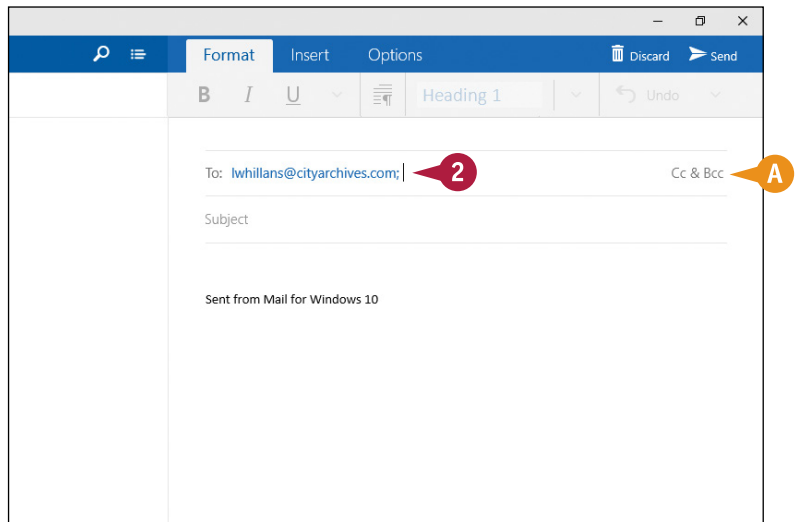 Format Insert Options Discard Send
B I U Heading 1 Undo
To: lwhillans@cityarchives.com; 2 Cc & Bcc A
Subject
Sent from Mail for Windows 10